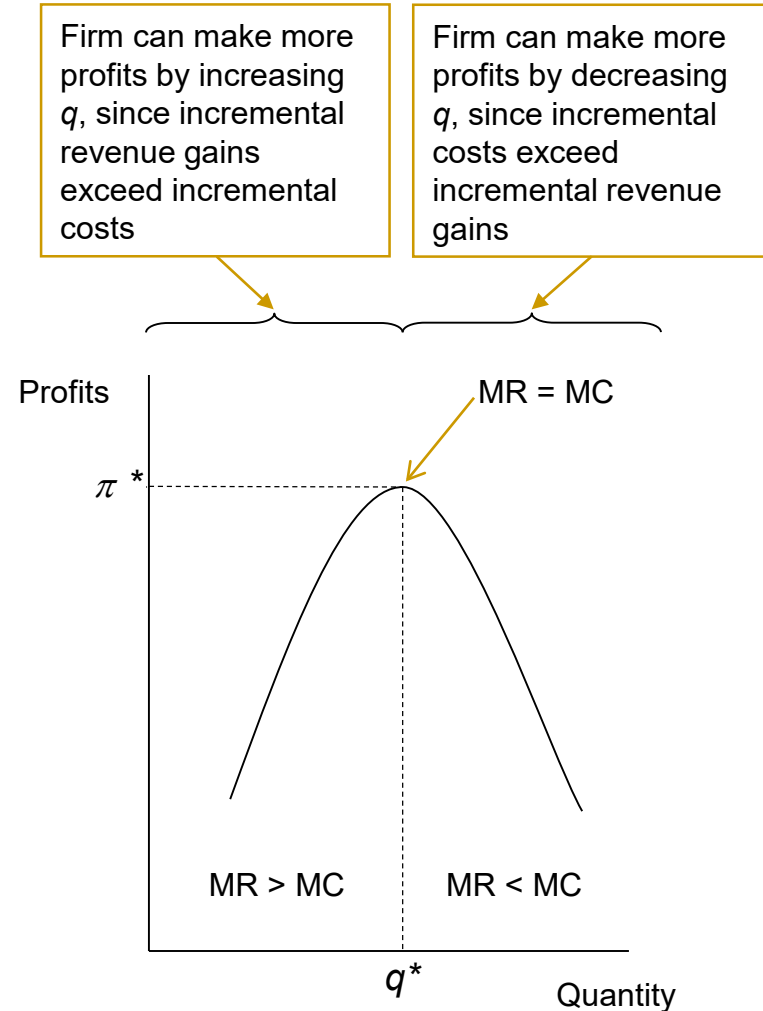 Firm can make more
profits by increasing
q, since incremental
revenue gains
exceed incremental
costs
Firm can make more
profits by decreasing
q, since incremental
costs exceed
incremental revenue
gains
Profits
MR = MC
π *
MR > MC
MR < MC
q*
Quantity